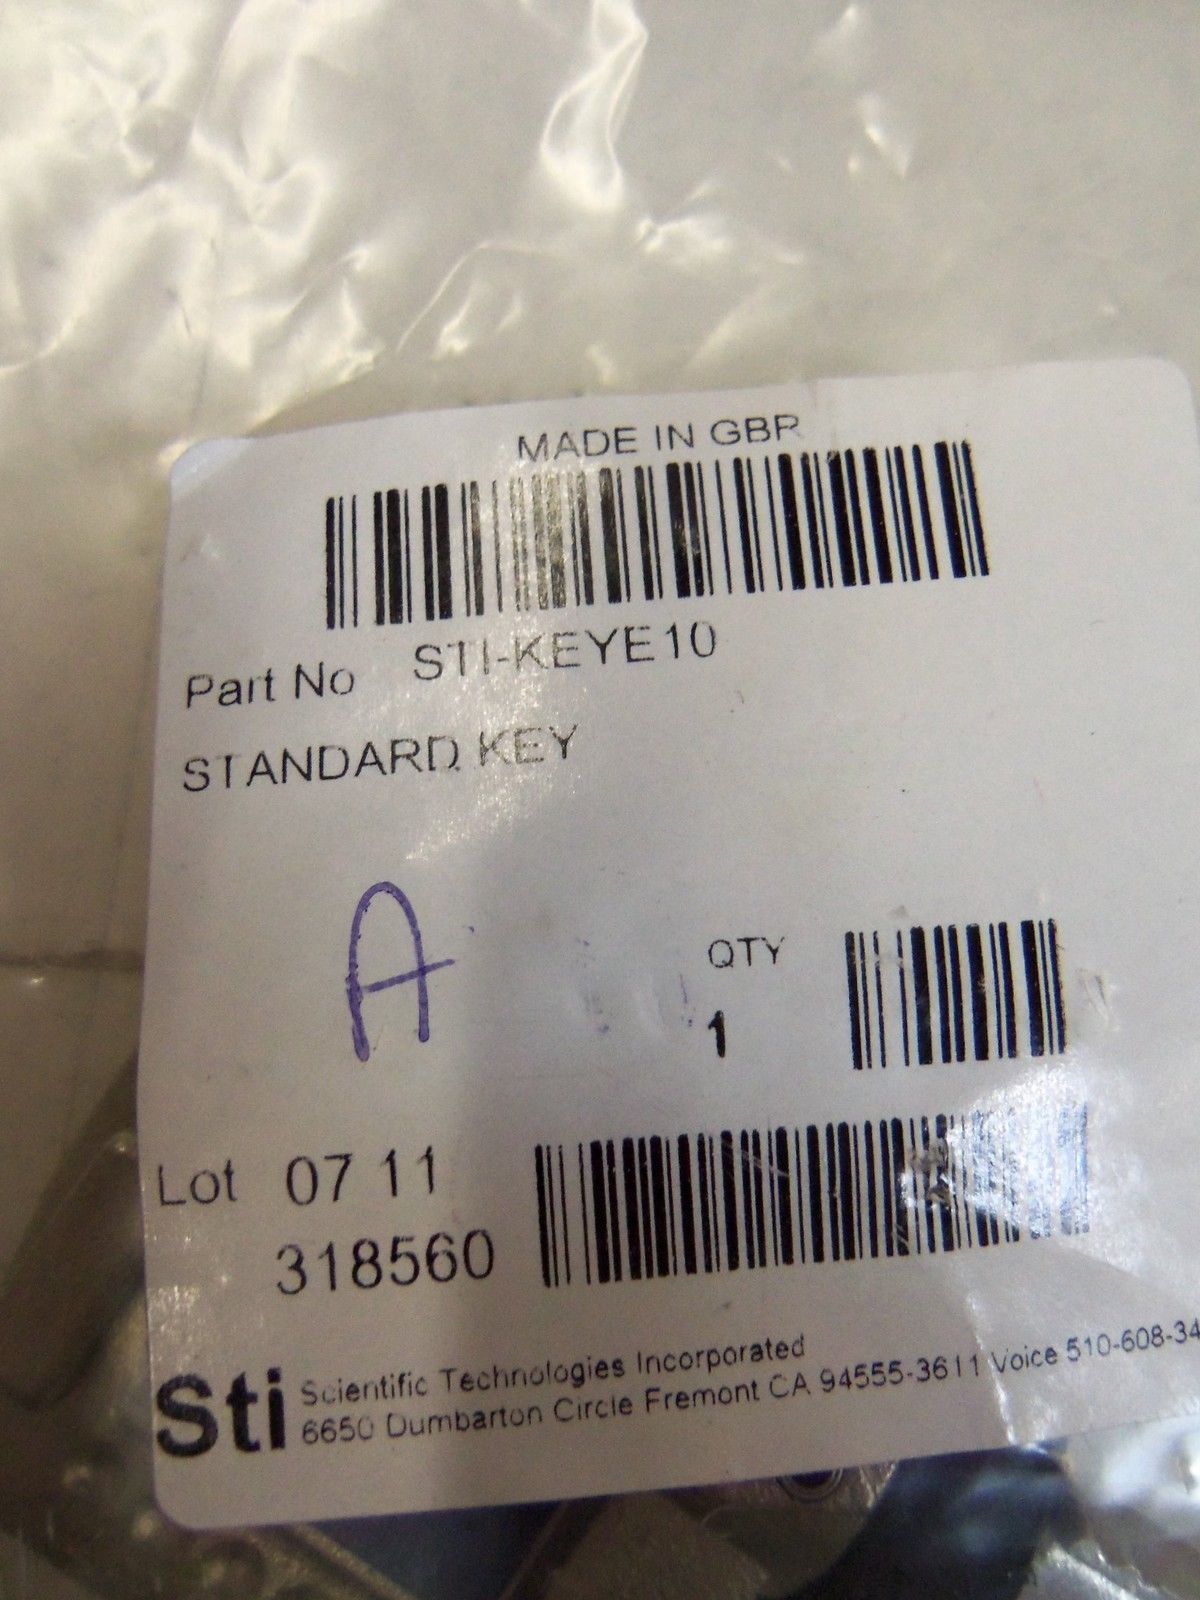 MADE IN GBR
Part No STI-KEYE10
STANDARD KEY
A
QTY
1
Lot 07 11
318560
Sti Scientific Technologies Incorporated
6650 Dumbarton Circle Fremont CA 94555-3611 Voice 510-608-34